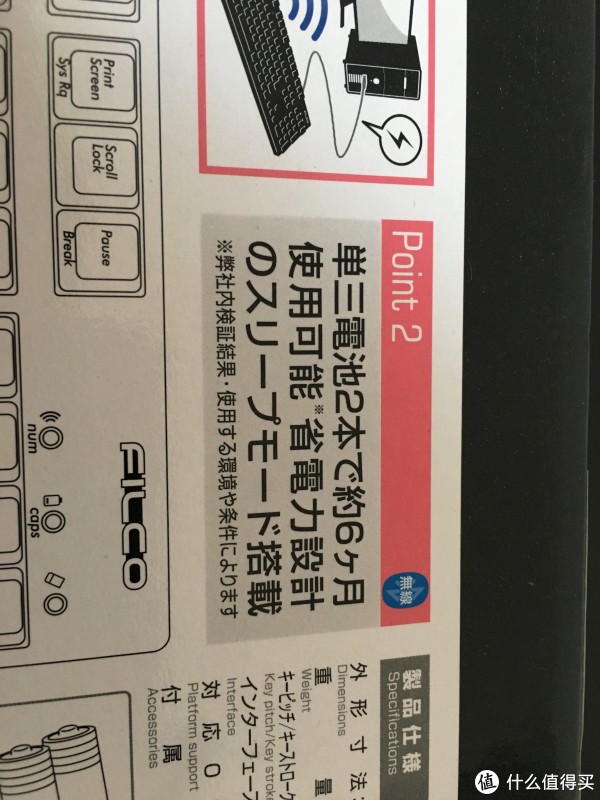 Point 2
無線
単三電池2本で約6ヶ月
使用可能※省電力設計
のスリープモード搭載
※弊社内検証結果・使用する環境や条件によります
Print
Screen
Sys Rq
Scroll
Lock
Pause
Break
FILCO
num
caps
製品仕様
Specifications
外形寸法
Dimensions
重量
Weight
キーピッチ/キーストローク
Key pitch/Key stroke
インターフェース
Interface
対応O
Platform support
付属
Accessories
值 什么值得买